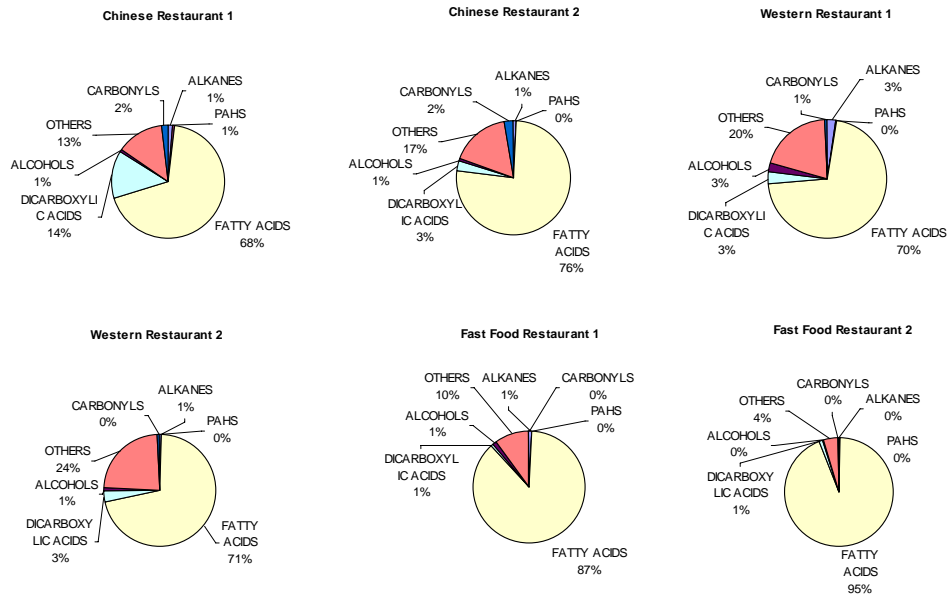 Chinese Restaurant 1
CARBONYLS
2%
ALKANES
1%
PAHS
1%
OTHERS
13%
ALCOHOLS
1%
DICARBOXYLI
C ACIDS
14%
FATTY ACIDS
68%
Chinese Restaurant 2
CARBONYLS
2%
ALKANES
1%
PAHS
0%
OTHERS
17%
ALCOHOLS
1%
DICARBOXYL
IC ACIDS
3%
FATTY
ACIDS
76%
Western Restaurant 1
CARBONYLS
1%
ALKANES
3%
PAHS
0%
OTHERS
20%
ALCOHOLS
3%
DICARBOXYLI
C ACIDS
3%
FATTY ACIDS
70%
Western Restaurant 2
CARBONYLS
0%
ALKANES
1%
PAHS
0%
OTHERS
24%
ALCOHOLS
1%
DICARBOXY
LIC ACIDS
3%
FATTY
ACIDS
71%
Fast Food Restaurant 1
OTHERS
10%
ALKANES
1%
CARBONYLS
0%
PAHS
0%
ALCOHOLS
1%
DICARBOXYL
IC ACIDS
1%
FATTY ACIDS
87%
Fast Food Restaurant 2
CARBONYLS
0%
ALKANES
0%
OTHERS
4%
PAHS
0%
ALCOHOLS
0%
DICARBOXY
LIC ACIDS
1%
FATTY
ACIDS
95%